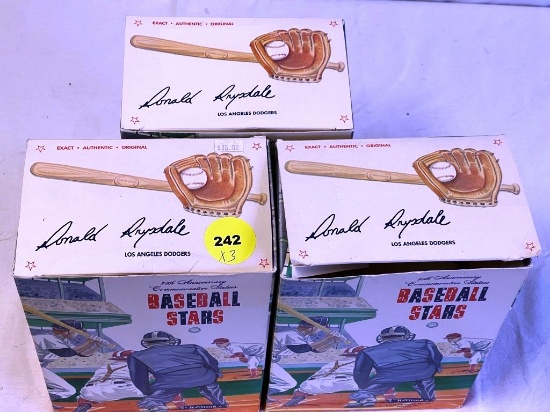 EXACT • AUTHENTIC • ORIGINAL
Donald Drysdale
LOS ANGELES DODGERS
EXACT • AUTHENTIC • ORIGINAL
Donald Drysdale
LOS ANGELES DODGERS
242
X3
EXACT • AUTHENTIC • ORIGINAL
Donald Drysdale
LOS ANGELES DODGERS
Anniversary
Commemorative Statues
BASEBALL
STARS
Anniversary
Commemorative Statues
BASEBALL
STARS